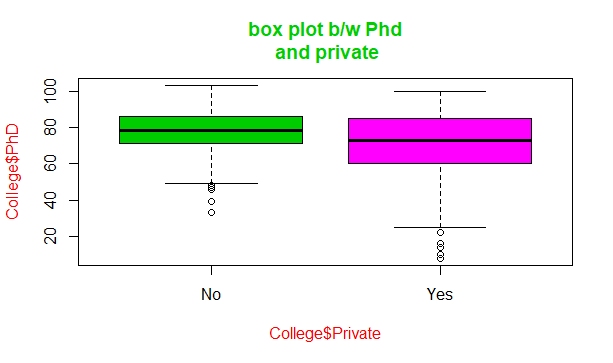 box plot b/w Phd
and private
College$PhD
100
80
60
40
20
No Yes
College$Private